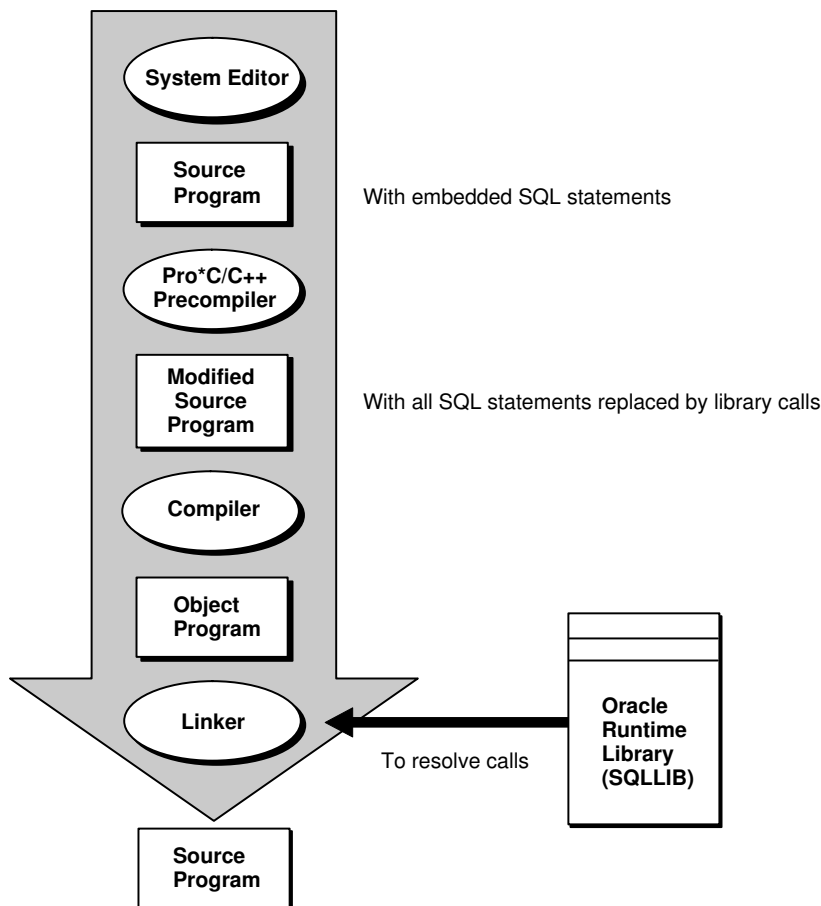 System Editor
Source
Program
With embedded SQL statements
Pro*C/C++
Precompiler
Modified
Source
Program
With all SQL statements replaced by library calls
Compiler
Object
Program
Linker
To resolve calls
Oracle
Runtime
Library
(SQLLIB)
Source
Program